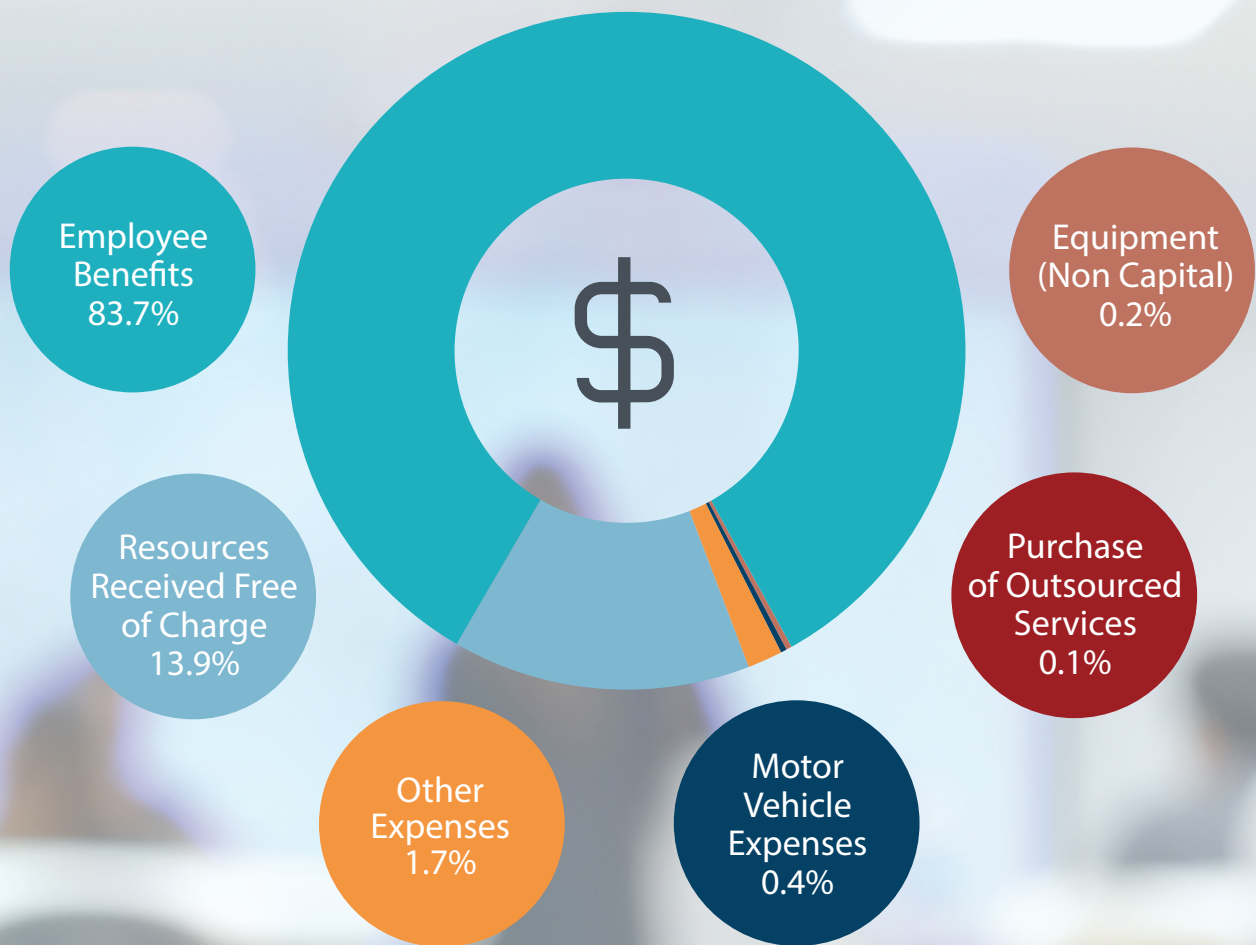 Employee
Benefits
83.7%
Resources
Received Free
of Charge
13.9%
Other
Expenses
1.7%
$
Motor
Vehicle
Expenses
0.4%
Purchase
of Outsourced
Services
0.1%
Equipment
(Non Capital)
0.2%